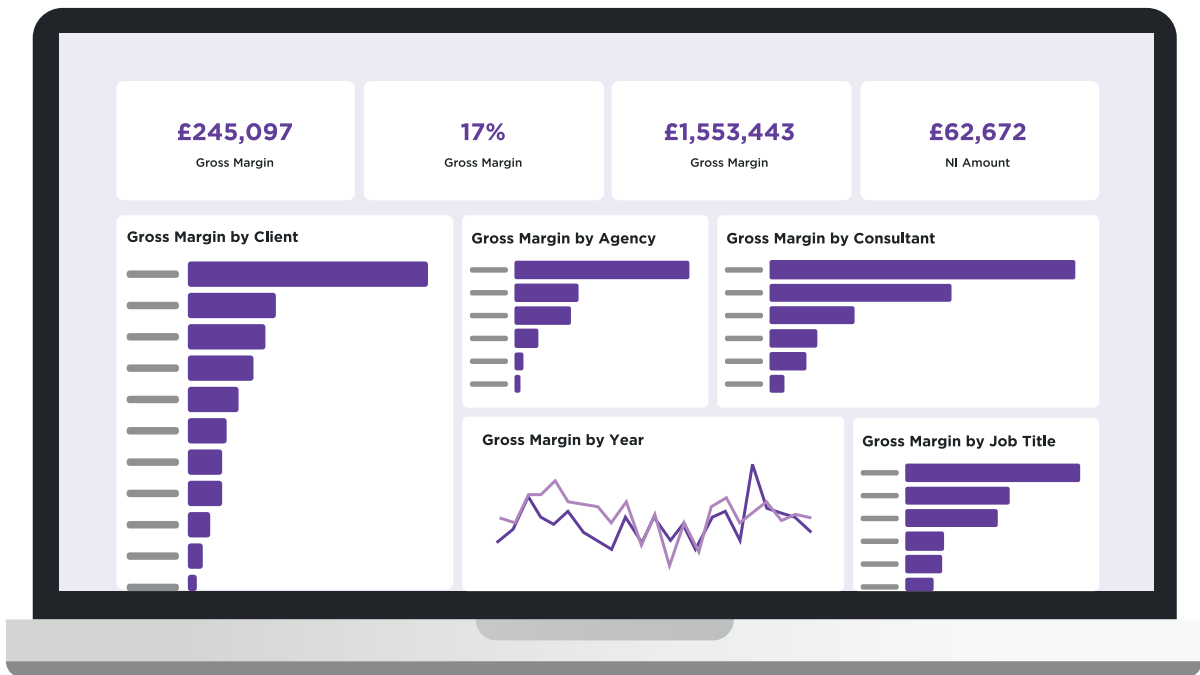 £245,097
Gross Margin
17%
Gross Margin
£1,553,443
Gross Margin
£62,672
NI Amount
Gross Margin by Client
Gross Margin by Agency
Gross Margin by Consultant
Gross Margin by Year
Gross Margin by Job Title